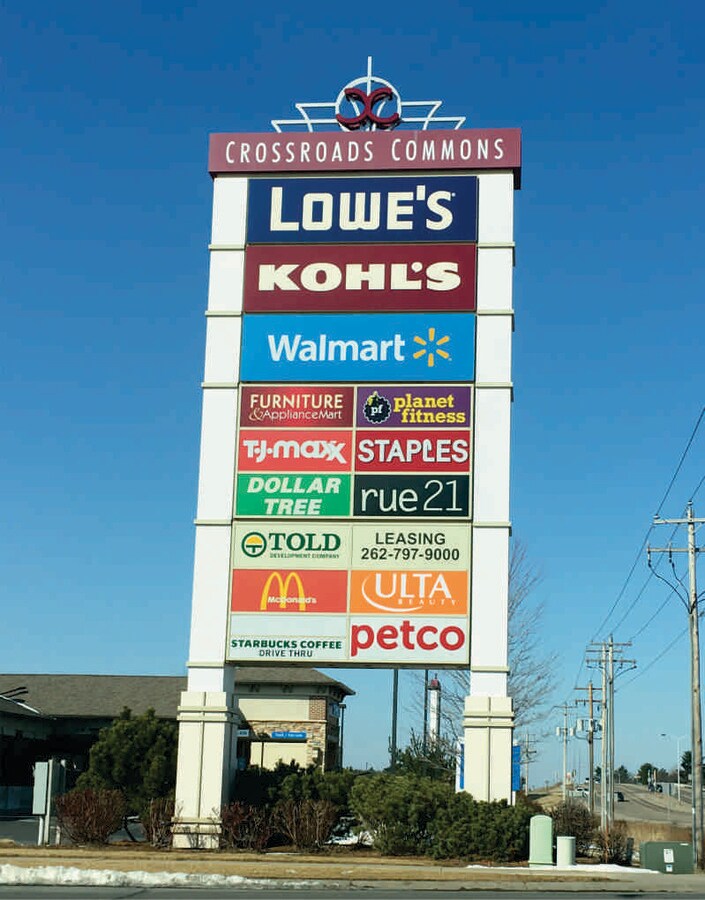 CROSSROADS COMMONS
LOWE'S
KOHL'S
Walmart
FURNITURE
& ApplianceMart
pf planet
fitness
T·J·maxx
STAPLES
DOLLAR
TREE
rue21
TOLD
DEVELOPMENT COMPANY
LEASING
262-797-9000
McDonald's
ULTA
BEAUTY
STARBUCKS COFFEE
DRIVE THRU
petco